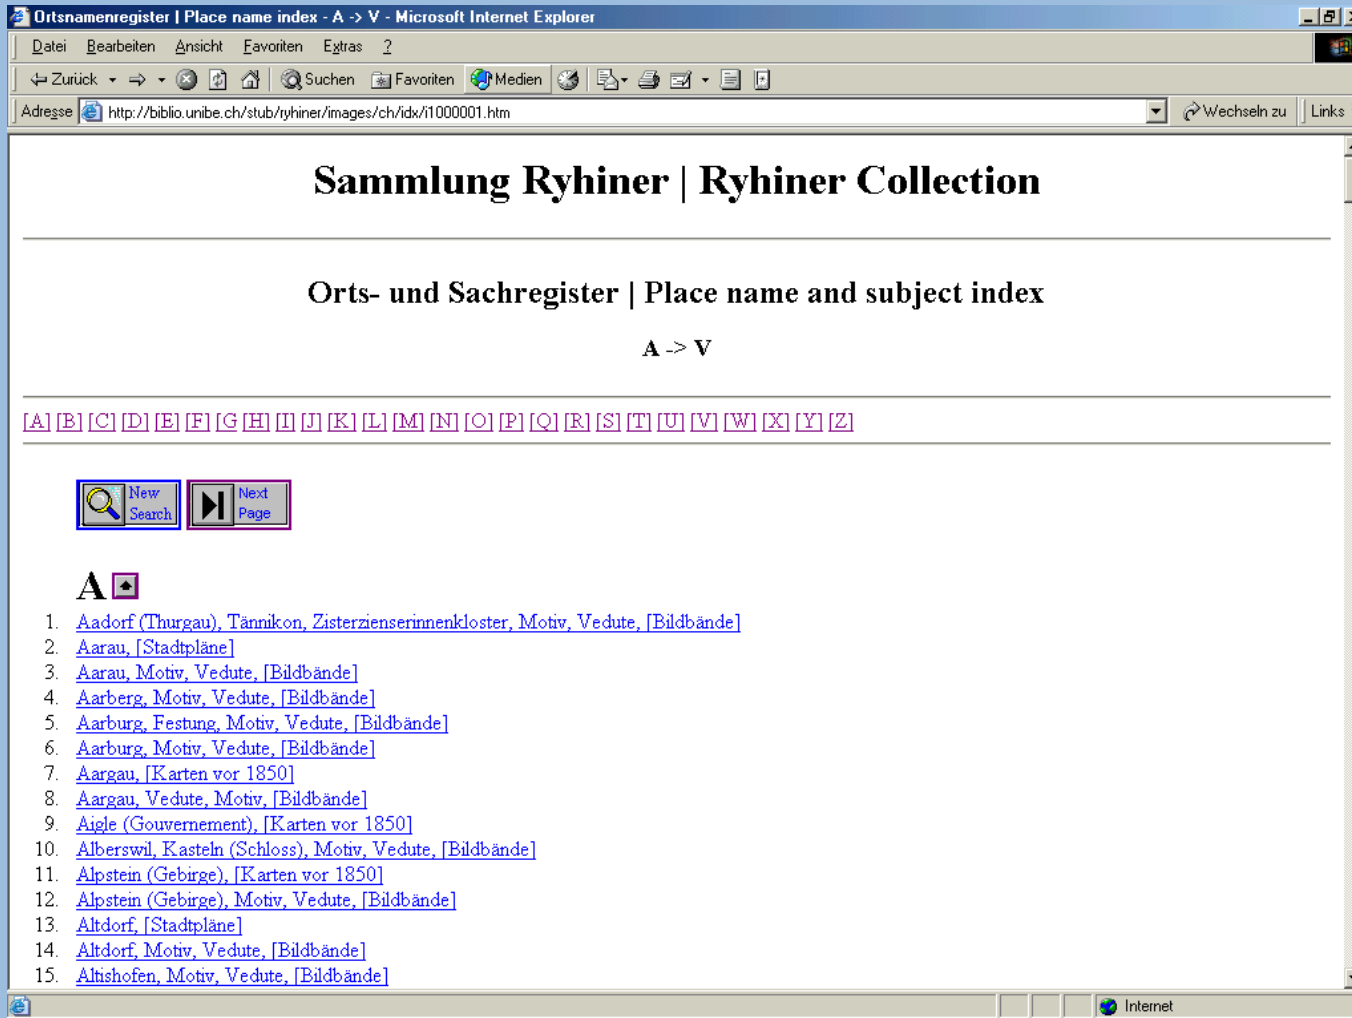 Ortsnamenregister | Place name index - A -> V - Microsoft Internet Explorer
Datei Bearbeiten Ansicht Favoriten Extras ?
Zurück Suchen Favoriten Medien
Adresse http://biblio.unibe.ch/stub/ryhiner/images/ch/idx/i1000001.htm Wechseln zu Links
Sammlung Ryhiner | Ryhiner Collection
Orts- und Sachregister | Place name and subject index
A -> V
[A] [B] [C] [D] [E] [F] [G [H] [I] [J] [K] [L] [M] [N] [O] [P] [Q] [R] [S] [T] [U] [V] [W] [X] [Y] [Z]
New Search Next Page
A
1. Aadorf (Thurgau), Tännikon, Zisterzienserinnenkloster, Motiv, Vedute, [Bildbände]
2. Aarau, [Stadtpläne]
3. Aarau, Motiv, Vedute, [Bildbände]
4. Aarberg, Motiv, Vedute, [Bildbände]
5. Aarburg, Festung, Motiv, Vedute, [Bildbände]
6. Aarburg, Motiv, Vedute, [Bildbände]
7. Aargau, [Karten vor 1850]
8. Aargau, Vedute, Motiv, [Bildbände]
9. Aigle (Gouvernement), [Karten vor 1850]
10. Alberswil, Kasteln (Schloss), Motiv, Vedute, [Bildbände]
11. Alpstein (Gebirge), [Karten vor 1850]
12. Alpstein (Gebirge), Motiv, Vedute, [Bildbände]
13. Altdorf, [Stadtpläne]
14. Altdorf, Motiv, Vedute, [Bildbände]
15. Altishofen, Motiv, Vedute, [Bildbände]
Internet